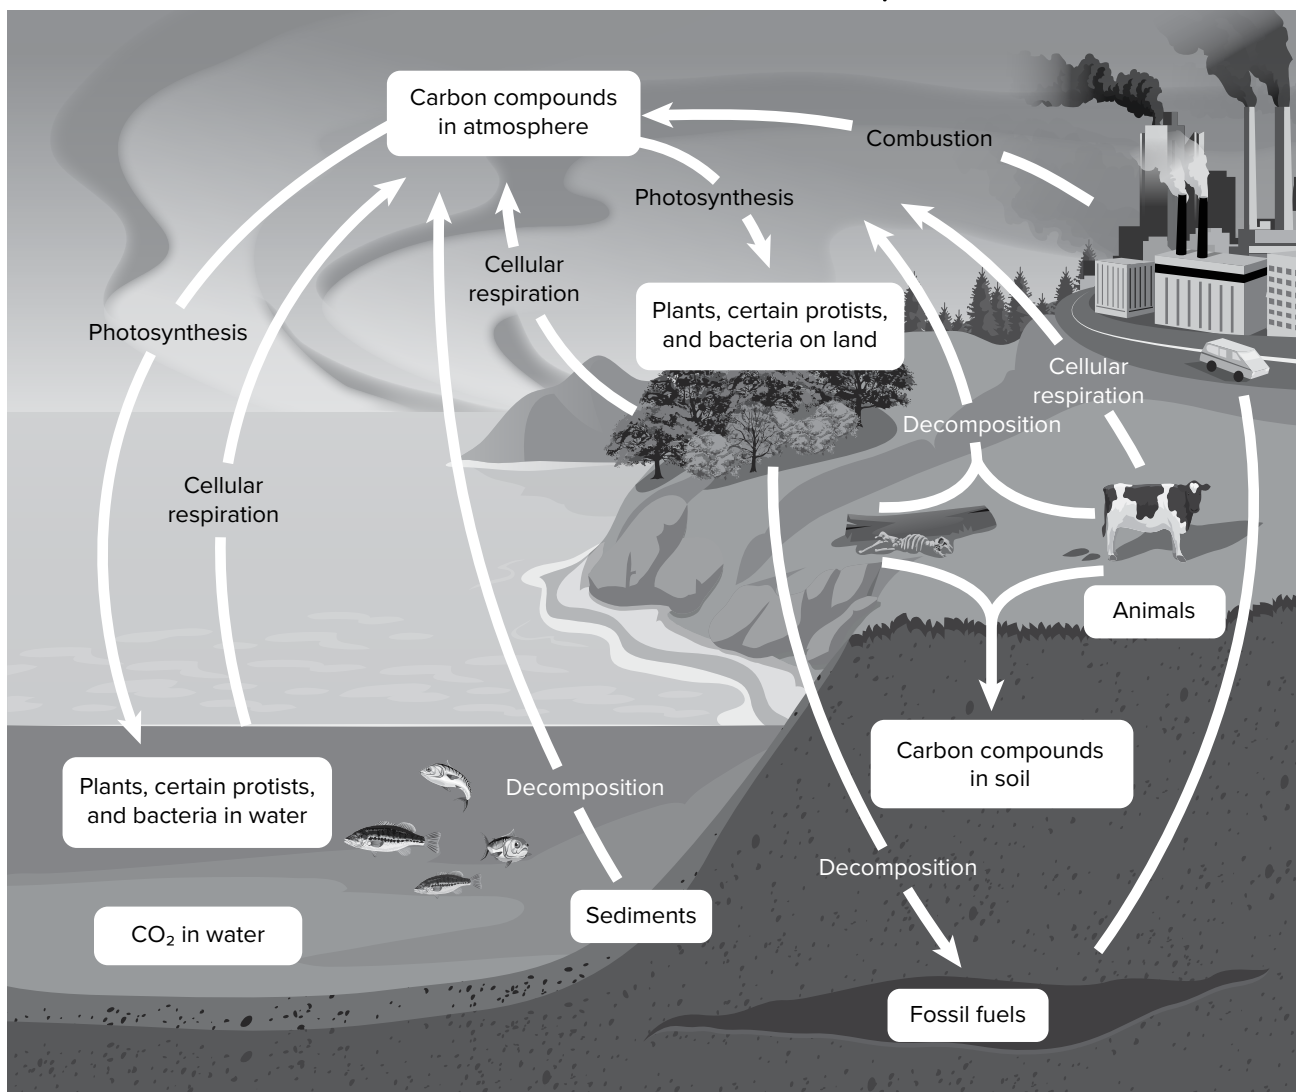 Carbon compounds
in atmosphere
Combustion
Photosynthesis
Cellular
respiration
Plants, certain protists,
and bacteria on land
Photosynthesis
Cellular
respiration
Decomposition
Cellular
respiration
Animals
Carbon compounds
in soil
Plants, certain protists,
and bacteria in water
Decomposition
Decomposition
Sediments
CO₂ in water
Fossil fuels